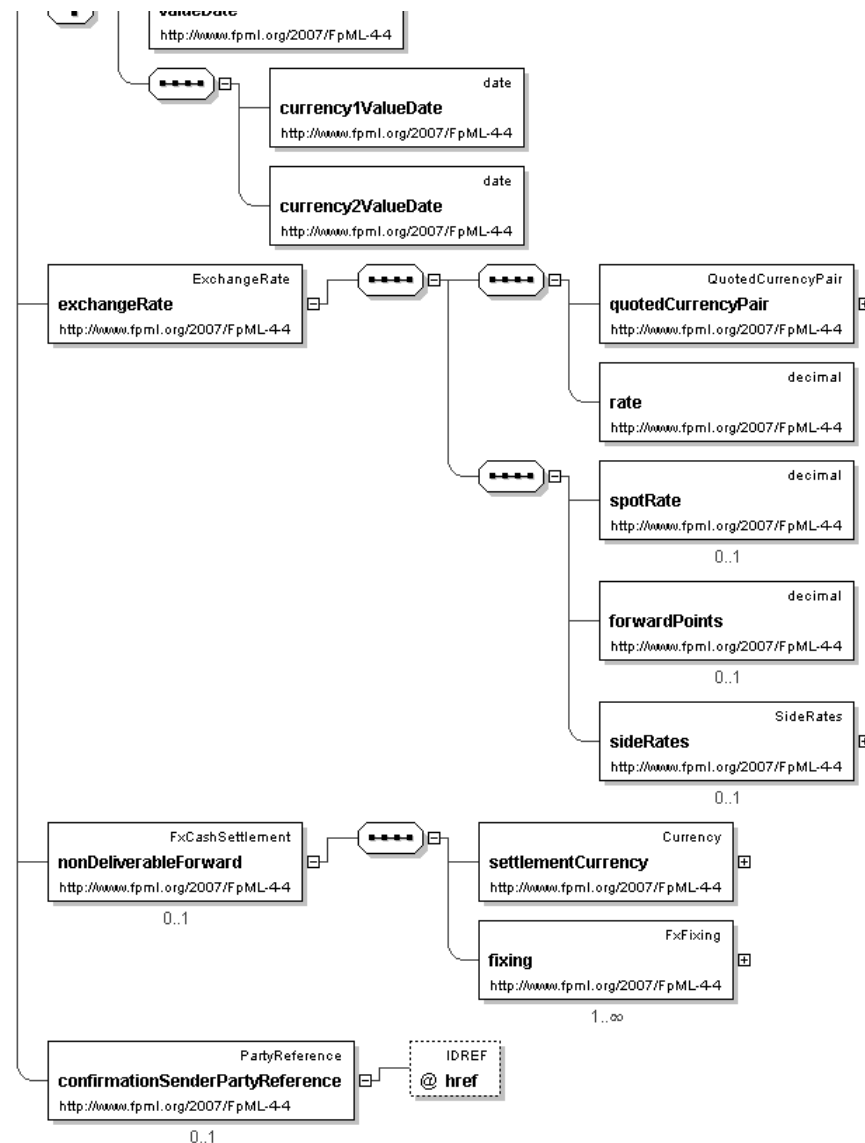 valueDate
http://www.fpml.org/2007/FpML-4-4
date
currency1ValueDate
http://www.fpml.org/2007/FpML-4-4
date
currency2ValueDate
http://www.fpml.org/2007/FpML-4-4
ExchangeRate
exchangeRate
http://www.fpml.org/2007/FpML-4-4
QuotedCurrencyPair
quotedCurrencyPair
http://www.fpml.org/2007/FpML-4-4
decimal
rate
http://www.fpml.org/2007/FpML-4-4
decimal
spotRate
http://www.fpml.org/2007/FpML-4-4
0..1
decimal
forwardPoints
http://www.fpml.org/2007/FpML-4-4
0..1
SideRates
sideRates
http://www.fpml.org/2007/FpML-4-4
0..1
FxCashSettlement
nonDeliverableForward
http://www.fpml.org/2007/FpML-4-4
0..1
Currency
settlementCurrency
http://www.fpml.org/2007/FpML-4-4
FxFixing
fixing
http://www.fpml.org/2007/FpML-4-4
1..∞
PartyReference
confirmationSenderPartyReference
http://www.fpml.org/2007/FpML-4-4
0..1
IDREF
@ href